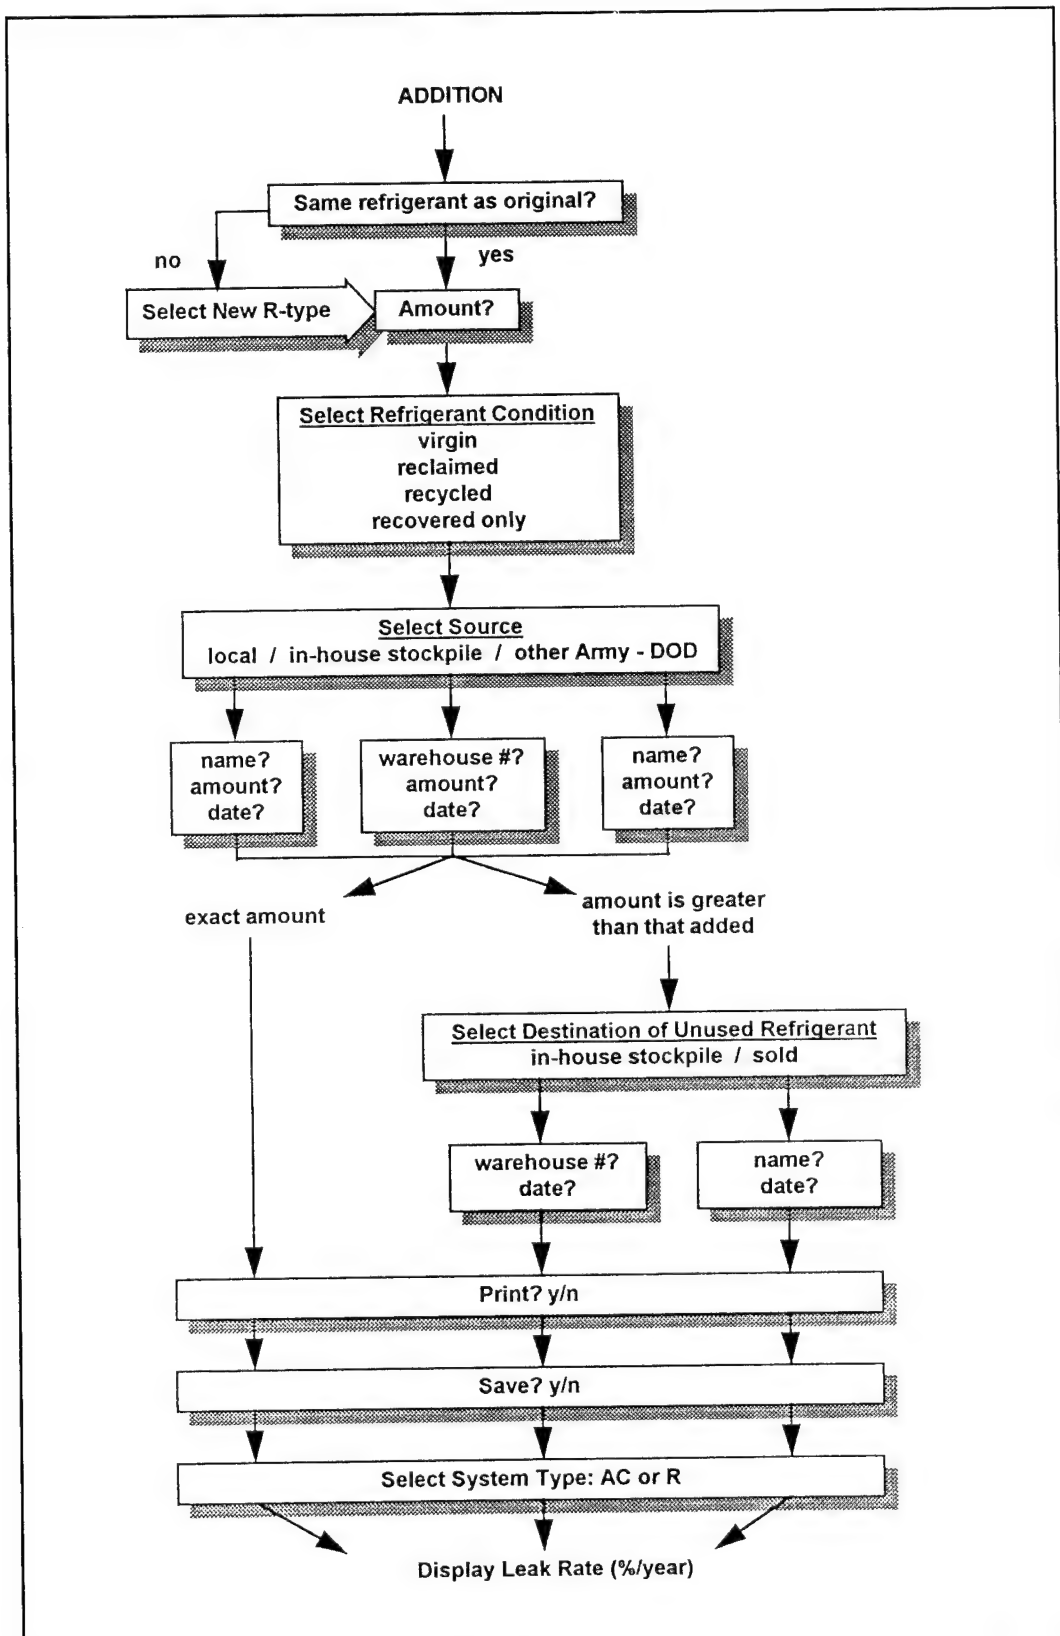 ADDITION
Same refrigerant as original?
no
yes
Select New R-type
Amount?
Select Refrigerant Condition
virgin
reclaimed
recycled
recovered only
Select Source
local / in-house stockpile / other Army - DOD
name?
amount?
date?
warehouse #?
amount?
date?
name?
amount?
date?
exact amount
amount is greater
than that added
Select Destination of Unused Refrigerant
in-house stockpile / sold
warehouse #?
date?
name?
date?
Print? y/n
Save? y/n
Select System Type: AC or R
Display Leak Rate (%/year)